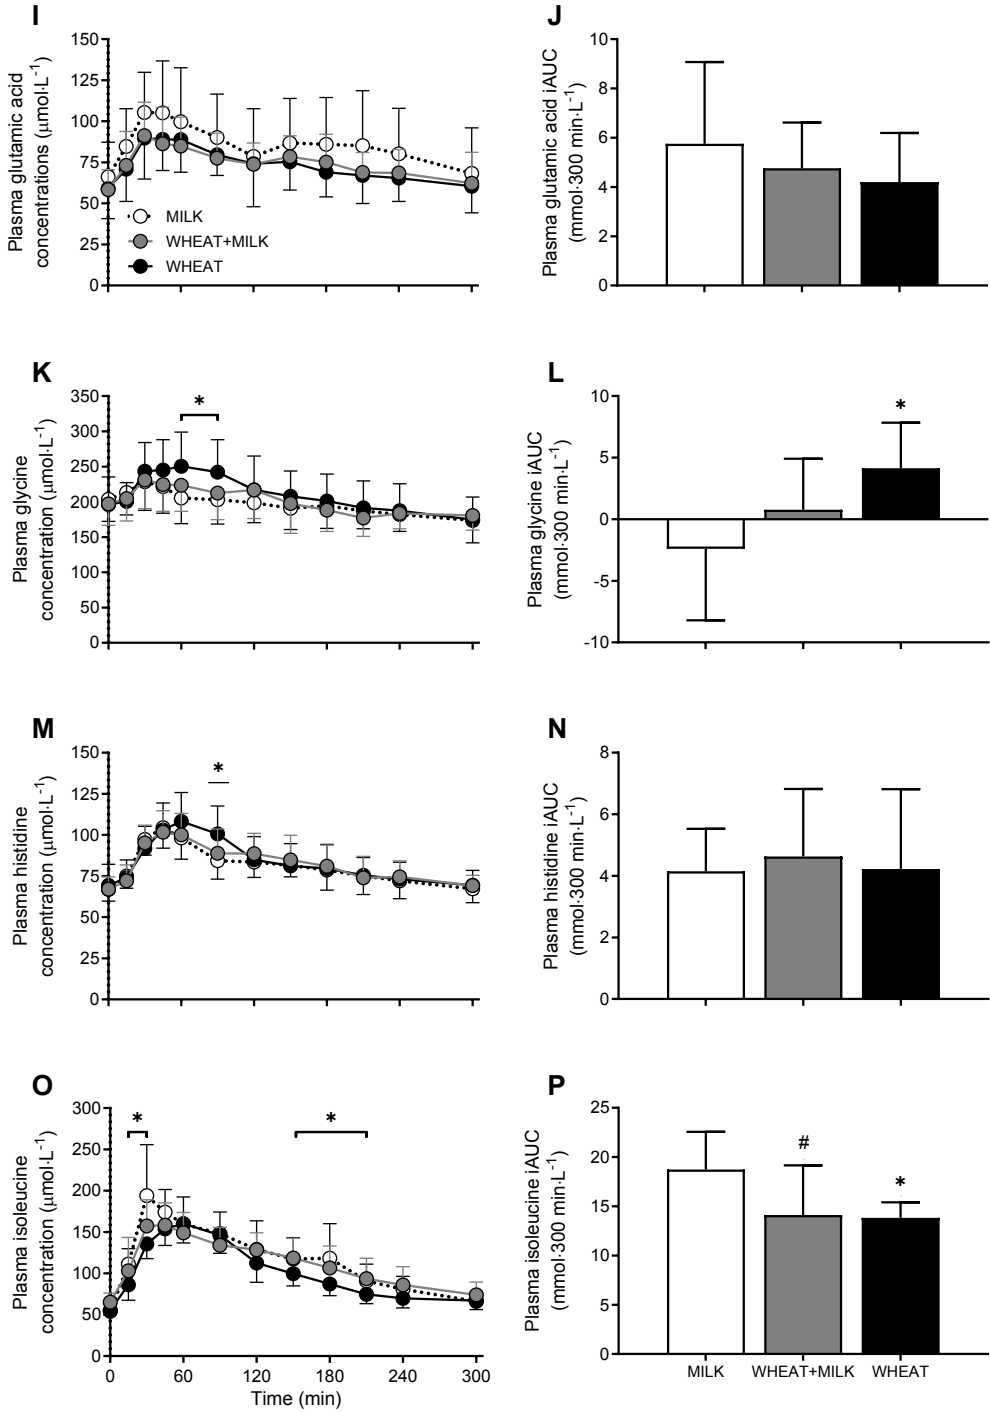 I
Plasma glutamic acid
concentrations (μmol·L⁻¹)
150
125
100
75
50
25
0
MILK
WHEAT+MILK
WHEAT
J
Plasma glutamic acid iAUC
(mmol·300 min·L⁻¹)
10
8
6
4
2
0
K
Plasma glycine
concentration (μmol·L⁻¹)
350
300
250
200
150
100
50
0
*
L
Plasma glycine iAUC
(mmol·300 min·L⁻¹)
10
5
0
-5
-10
*
M
Plasma histidine
concentration (μmol·L⁻¹)
150
125
100
75
50
25
0
*
N
Plasma histidine iAUC
(mmol·300 min·L⁻¹)
8
6
4
2
0
O
Plasma isoleucine
concentration (μmol·L⁻¹)
300
250
200
150
100
50
0
* *
0 60 120 180 240 300
Time (min)
P
Plasma isoleucine iAUC
(mmol·300 min·L⁻¹)
25
20
15
10
5
0
# *
MILK WHEAT+MILK WHEAT